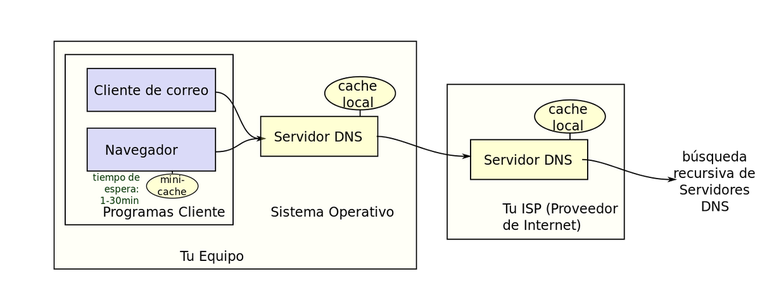 Cliente de correo
Navegador
tiempo de
espera:
1-30min
mini-
cache
Programas Cliente
cache
local
Servidor DNS
Sistema Operativo
Tu Equipo
cache
local
Servidor DNS
Tu ISP (Proveedor
de Internet)
búsqueda
recursiva de
Servidores
DNS